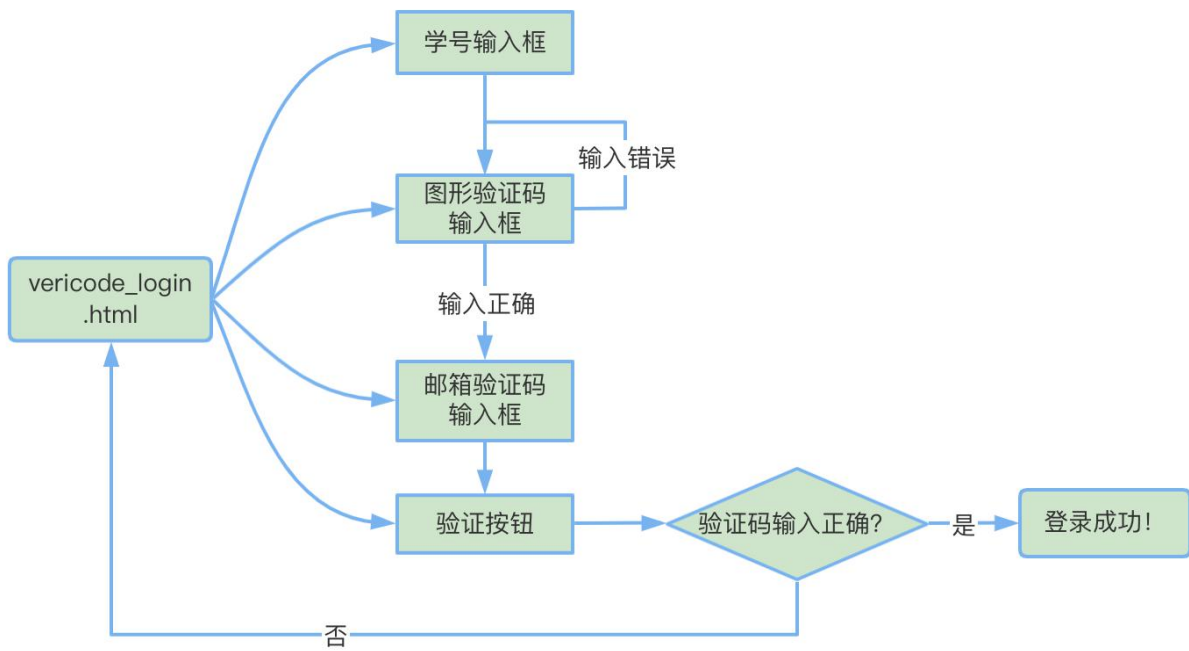 学号输入框
输入错误
图形验证码
输入框
vericode_login
.html
输入正确
邮箱验证码
输入框
验证按钮
验证码输入正确?
是
登录成功!
否